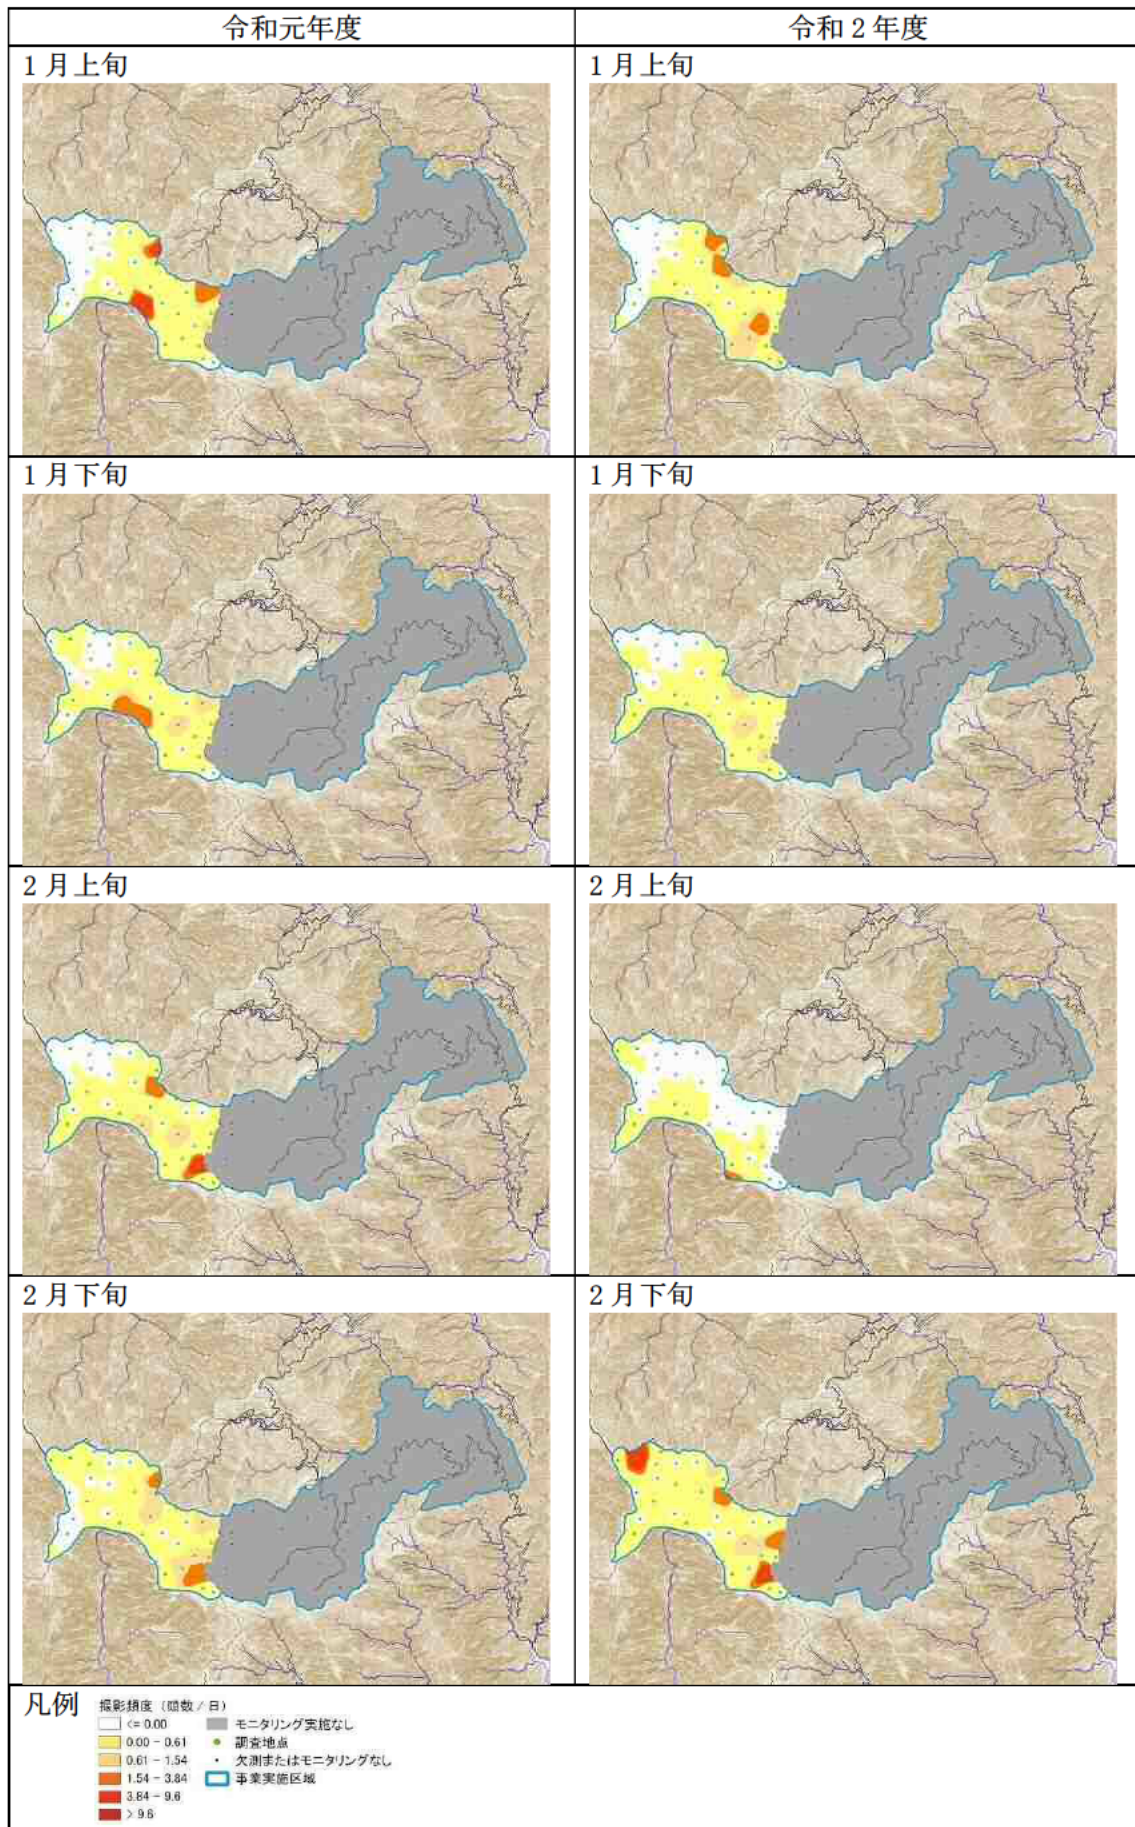 令和元年度
令和2年度
1月上旬
1月上旬
1月下旬
1月下旬
2月上旬
2月上旬
2月下旬
2月下旬
凡例
撮影頻度（頭数/日）
<= 0.00
0.00 - 0.61
0.61 - 1.54
1.54 - 3.84
3.84 - 9.6
> 9.6
モニタリング実施なし
調査地点
欠測またはモニタリングなし
事業実施区域